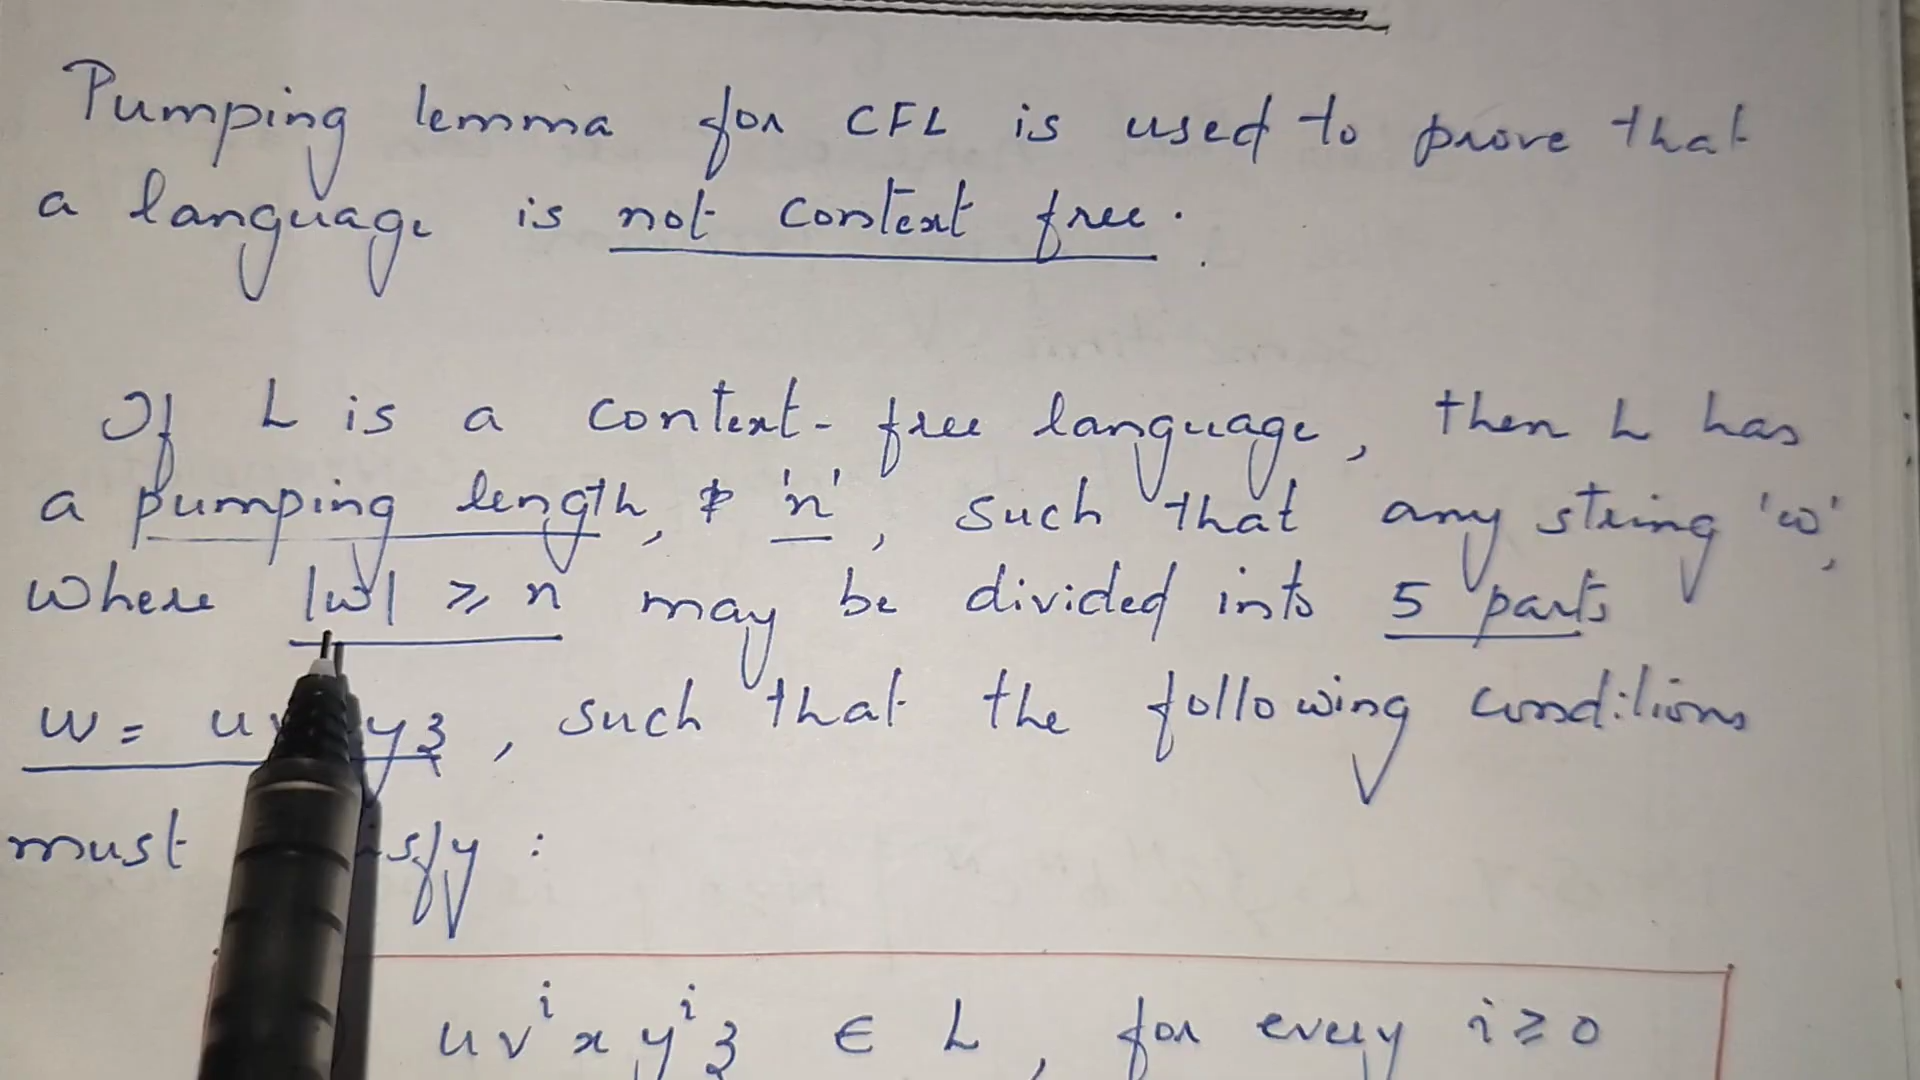 Pumping lemma for CFL is used to prove that
a language is not context free.
If L is a context-free language, then L has
a pumping length, 'n', such that any string 'w',
where |w| ≥ n may be divided into 5 parts
w = u yz, such that the following conditions
must :
uvⁱxyⁱz ∈ L, for every i ≥ 0